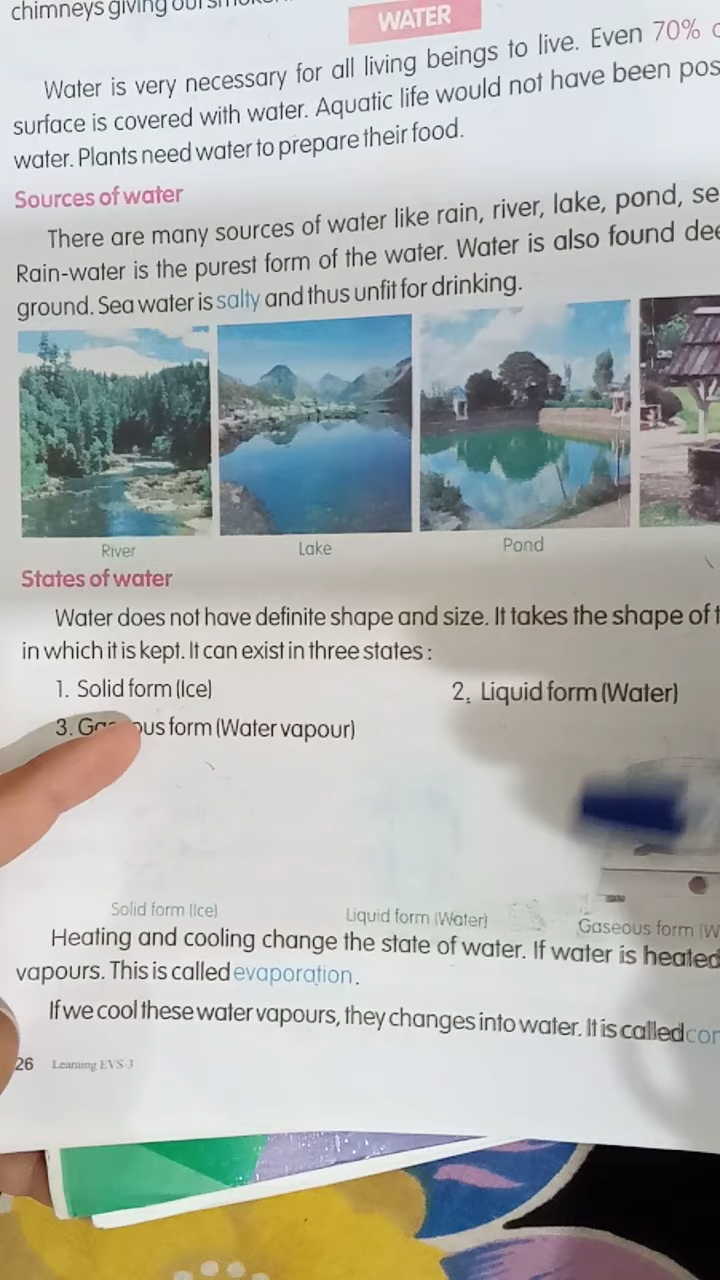 chimneys giving out
WATER
Water is very necessary for all living beings to live. Even 70%
surface is covered with water. Aquatic life would not have been pos
water. Plants need water to prepare their food.
Sources of water
There are many sources of water like rain, river, lake, pond, se
Rain-water is the purest form of the water. Water is also found dee
ground. Sea water is salty and thus unfit for drinking.
River
Lake
Pond
States of water
Water does not have definite shape and size. It takes the shape of t
in which it is kept. It can exist in three states :
1. Solid form (Ice)
2. Liquid form (Water)
3. form (Water vapour)
Solid form (Ice)
Liquid form (Water)
Gaseous form (W
Heating and cooling change the state of water. If water is heated
vapours. This is called evaporation.
If we cool these water vapours, they changes into water. It is called con
26 Learning EVS-3